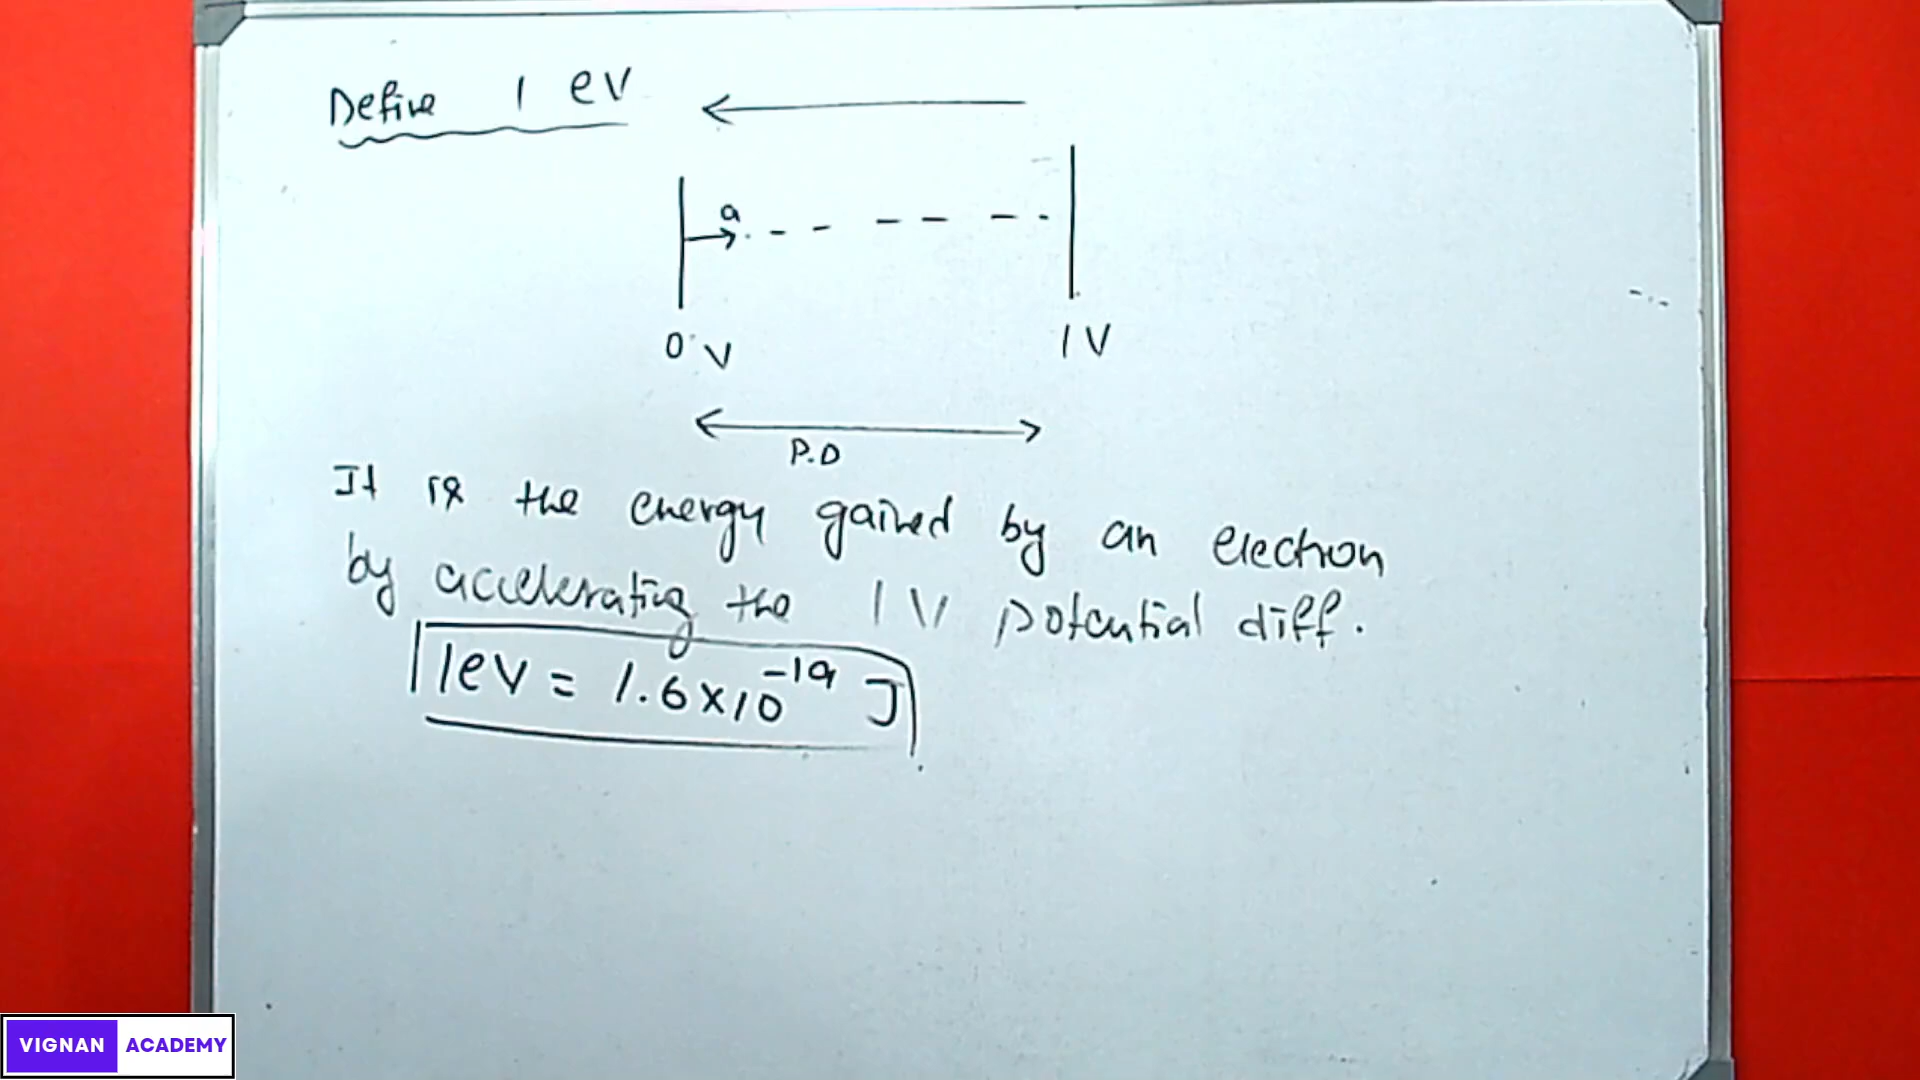 Define 1 eV
a
0 V
1 V
P.D
It is the energy gained by an electron
by accelerating the 1 V potential diff.
1eV = 1.6×10⁻¹⁹ J
VIGNAN ACADEMY